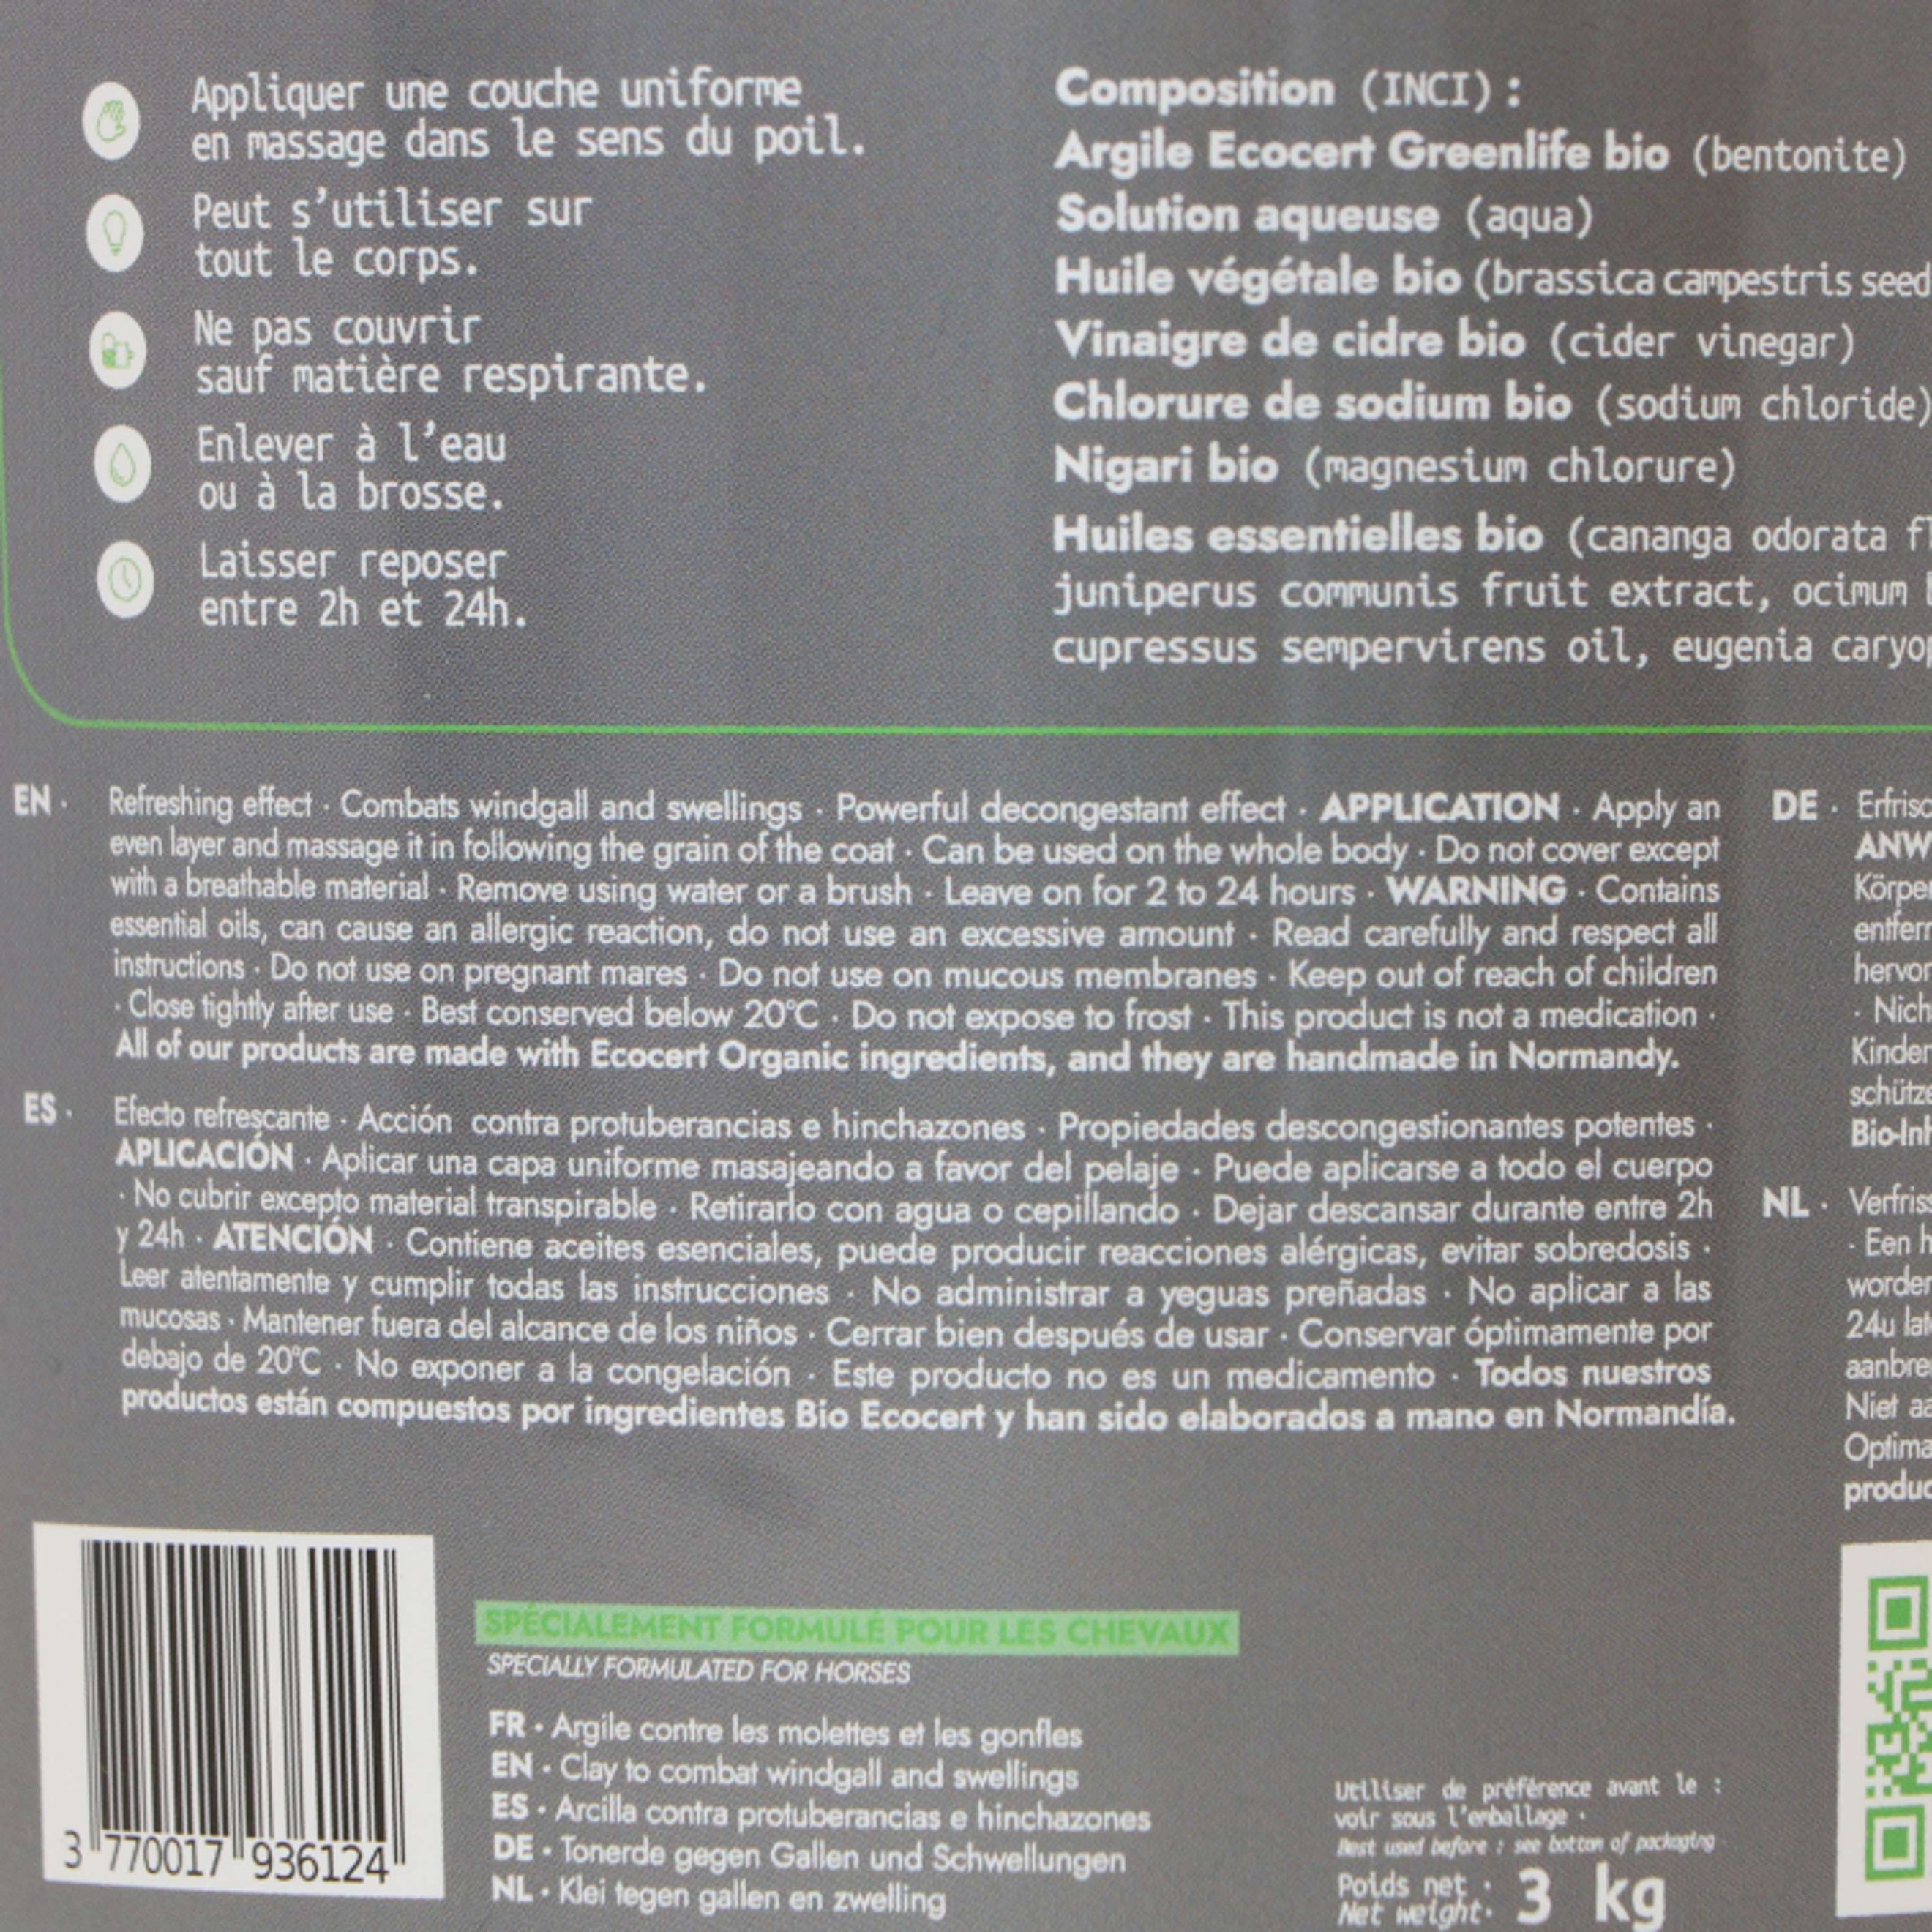 Appliquer une couche uniforme
en massage dans le sens du poil.
Peut s'utiliser sur
tout le corps.
Ne pas couvrir
sauf matière respirante.
Enlever à l'eau
ou à la brosse.
Laisser reposer
entre 2h et 24h.
Composition (INCI) :
Argile Ecocert Greenlife bio (bentonite)
Solution aqueuse (aqua)
Huile végétale bio (brassica campestris seed
Vinaigre de cidre bio (cider vinegar)
Chlorure de sodium bio (sodium chloride)
Nigari bio (magnesium chlorure)
Huiles essentielles bio (cananga odorata
juniperus communis fruit extract, ocimum
cupressus sempervirens oil, eugenia
EN · Refreshing effect · Combats windgall and swellings · Powerful decongestant effect · APPLICATION · Apply an
even layer and massage it in following the grain of the coat · Can be used on the whole body · Do not cover except
with a breathable material · Remove using water or a brush · Leave on for 2 to 24 hours · WARNING · Contains
essential oils, can cause an allergic reaction, do not use an excessive amount · Read carefully and respect all
instructions · Do not use on pregnant mares · Do not use on mucous membranes · Keep out of reach of children
· Close tightly after use · Best conserved below 20°C · Do not expose to frost · This product is not a medication ·
All of our products are made with Ecocert Organic ingredients, and they are handmade in Normandy.
ES · Efecto refrescante · Acción contra protuberancias e hinchazones · Propiedades descongestionantes potentes ·
APLICACIÓN · Aplicar una capa uniforme masajeando a favor del pelaje · Puede aplicarse a todo el cuerpo
· No cubrir excepto material transpirable · Retirarlo con agua o cepillando · Dejar descansar durante entre 2h
y 24h · ATENCIÓN · Contiene aceites esenciales, puede producir reacciones alérgicas, evitar sobredosis ·
Leer atentamente y cumplir todas las instrucciones · No administrar a yeguas preñadas · No aplicar a las
mucosas · Mantener fuera del alcance de los niños · Cerrar bien después de usar · Conservar óptimamente por
debajo de 20°C · No exponer a la congelación · Este producto no es un medicamento · Todos nuestros
productos están compuestos por ingredientes Bio Ecocert y han sido elaborados a mano en Normandía.
DE ·
NL ·
· Een
24u
Niet
3 770017 936124
SPÉCIALEMENT FORMULÉ POUR LES CHEVAUX
SPECIALLY FORMULATED FOR HORSES
FR · Argile contre les molettes et les gonfles
EN · Clay to combat windgall and swellings
ES · Arcilla contra protuberancias e hinchazones
DE · Tonerde gegen Gallen und Schwellungen
NL · Klei tegen gallen en zwelling
Utiliser de préférence avant le :
voir sous l'emballage ·
Best used before : see bottom of packaging
Poids net · 3 kg
Net weight·